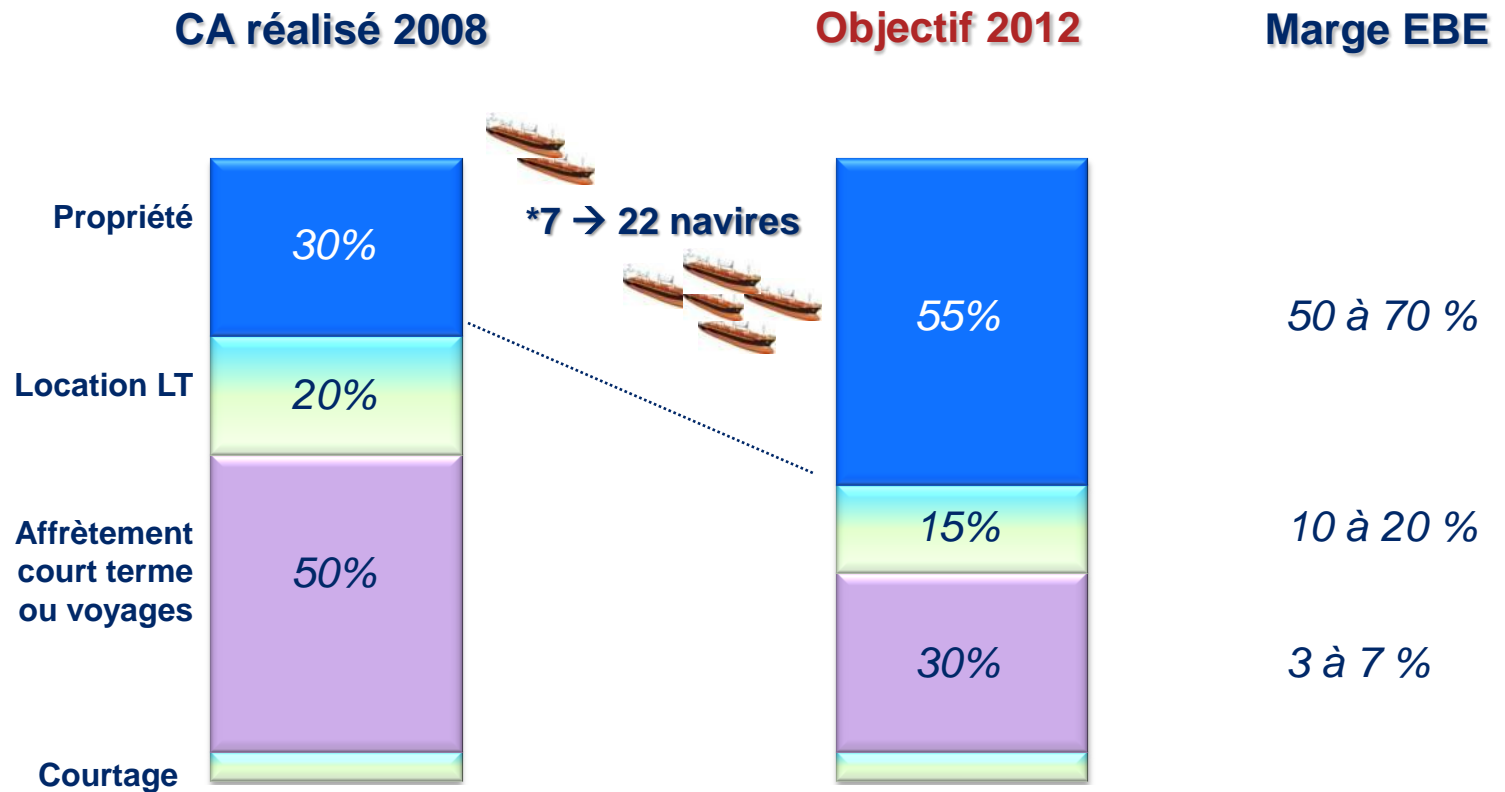 CA réalisé 2008
Objectif 2012
Marge EBE
Propriété
30%
*7 → 22 navires
55%
50 à 70 %
Location LT
20%
15%
10 à 20 %
Affrètement
court terme
ou voyages
50%
30%
3 à 7 %
Courtage